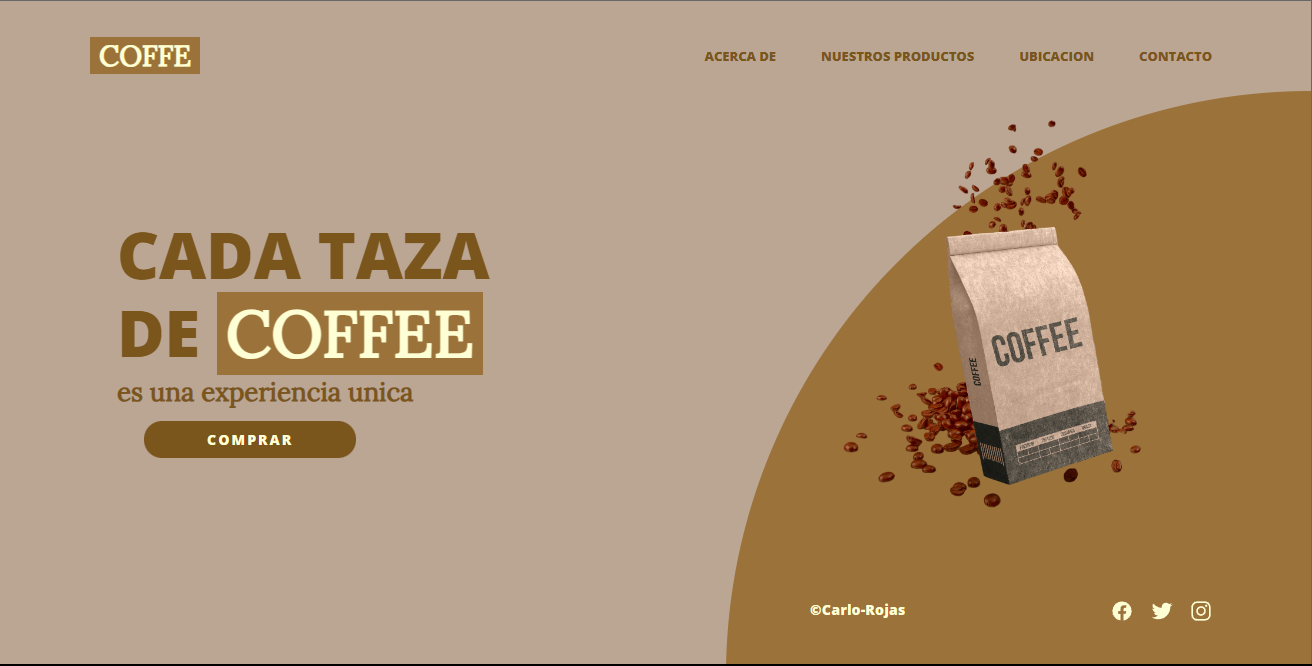 COFFE
ACERCA DE
NUESTROS PRODUCTOS
UBICACION
CONTACTO
CADA TAZA
DE COFFEE
es una experiencia unica
COMPRAR
COFFEE
COFFEE
©Carlo-Rojas